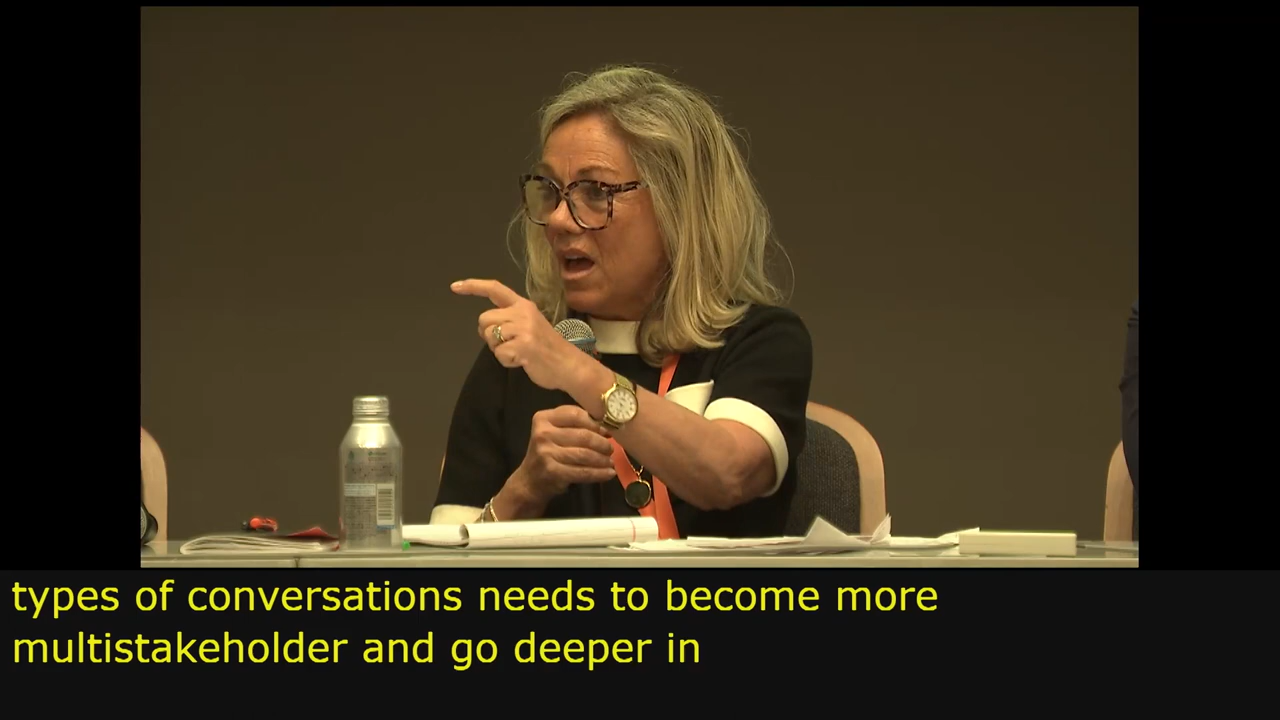 types of conversations needs to become more
multistakeholder and go deeper in